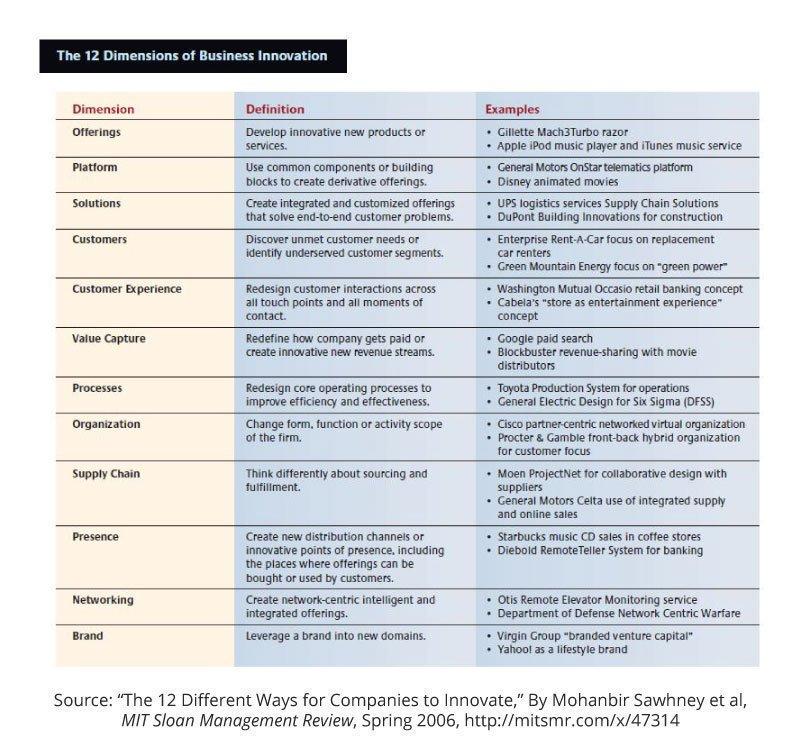 The 12 Dimensions of Business Innovation
Dimension Definition Examples
Offerings Develop innovative new products or • Gillette Mach3Turbo razor
services. • Apple iPod music player and iTunes music service
Platform Use common components or building • General Motors OnStar telematics platform
blocks to create derivative offerings. • Disney animated movies
Solutions Create integrated and customized offerings • UPS logistics services Supply Chain Solutions
that solve end-to-end customer problems. • DuPont Building Innovations for construction
Customers Discover unmet customer needs or • Enterprise Rent-A-Car focus on replacement
identify underserved customer segments. car renters
• Green Mountain Energy focus on "green power"
Customer Experience Redesign customer interactions across • Washington Mutual Occasio retail banking concept
all touch points and all moments of • Cabela's "store as entertainment experience"
contact. concept
Value Capture Redefine how company gets paid or • Google paid search
create innovative new revenue streams. • Blockbuster revenue-sharing with movie
distributors
Processes Redesign core operating processes to • Toyota Production System for operations
improve efficiency and effectiveness. • General Electric Design for Six Sigma (DFSS)
Organization Change form, function or activity scope • Cisco partner-centric networked virtual organization
of the firm. • Procter & Gamble front-back hybrid organization
for customer focus
Supply Chain Think differently about sourcing and • Moen ProjectNet for collaborative design with
fulfillment. suppliers
• General Motors Celta use of integrated supply
and online sales
Presence Create new distribution channels or • Starbucks music CD sales in coffee stores
innovative points of presence, including • Diebold RemoteTeller System for banking
the places where offerings can be
bought or used by customers.
Networking Create network-centric intelligent and • Otis Remote Elevator Monitoring service
integrated offerings. • Department of Defense Network Centric Warfare
Brand Leverage a brand into new domains. • Virgin Group "branded venture capital"
• Yahoo! as a lifestyle brand
Source: "The 12 Different Ways for Companies to Innovate," By Mohanbir Sawhney et al,
MIT Sloan Management Review, Spring 2006, http://mitsmr.com/x/47314